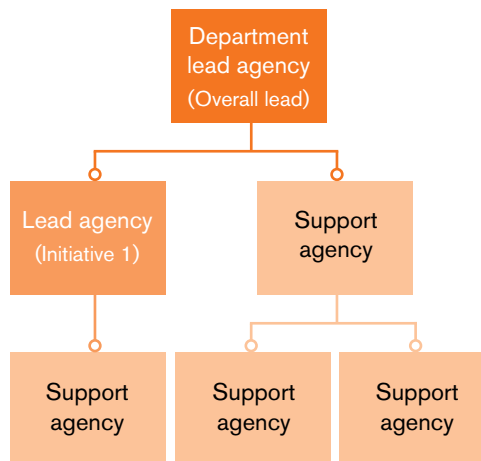 Department
lead agency
(Overall lead)
Lead agency
(Initiative 1)
Support
agency
Support
agency
Support
agency
Support
agency